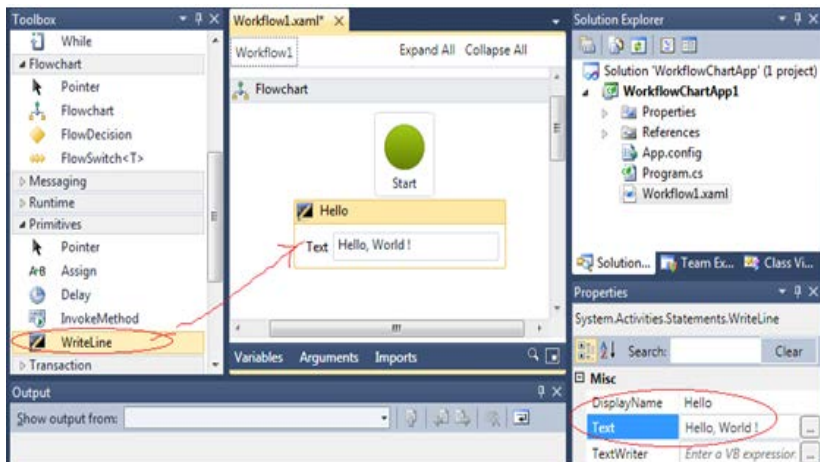 Toolbox
While
Flowchart
Pointer
Flowchart
FlowDecision
FlowSwitch<T>
Messaging
Runtime
Primitives
Pointer
A+B Assign
Delay
InvokeMethod
WriteLine
Transaction
Workflow1.xaml*
Workflow1
Expand All Collapse All
Flowchart
Start
Hello
Text Hello, World !
Variables Arguments Imports
Output
Show output from:
Solution Explorer
Solution 'WorkflowChartApp' (1 project)
WorkflowChartApp1
Properties
References
App.config
Program.cs
Workflow1.xaml
Solution... Team Ex... Class Vi...
Properties
System.Activities.Statements.WriteLine
Search: Clear
Misc
DisplayName Hello
Text Hello, World ! ...
TextWriter Enter a VB expression ...